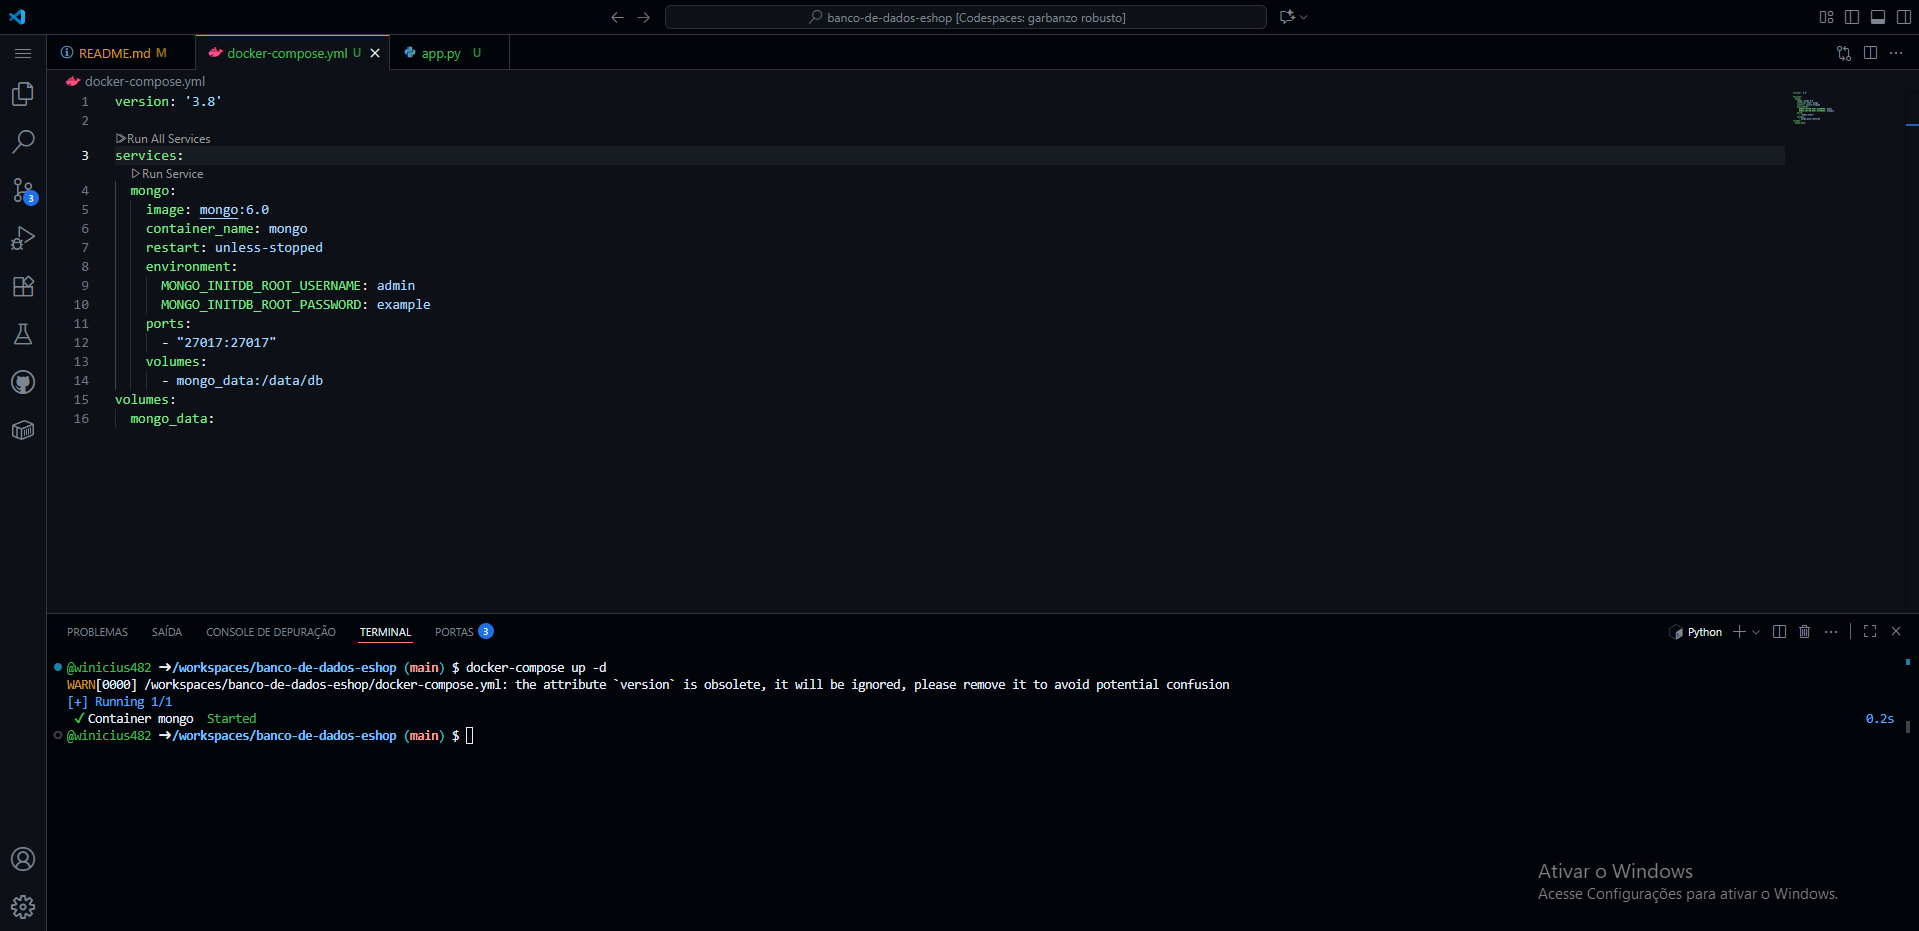 banco-de-dados-eshop [Codespaces: garbanzo robusto]
README.md M
docker-compose.yml U
app.py U
docker-compose.yml
1 version: '3.8'
2
Run All Services
3 services:
Run Service
4 mongo:
5 image: mongo:6.0
6 container_name: mongo
7 restart: unless-stopped
8 environment:
9 MONGO_INITDB_ROOT_USERNAME: admin
10 MONGO_INITDB_ROOT_PASSWORD: example
11 ports:
12 - "27017:27017"
13 volumes:
14 - mongo_data:/data/db
15 volumes:
16 mongo_data:
3
PROBLEMAS SAÍDA CONSOLE DE DEPURAÇÃO TERMINAL PORTAS 3
Python
@winicius482 ➜/workspaces/banco-de-dados-eshop (main) $ docker-compose up -d
WARN[0000] /workspaces/banco-de-dados-eshop/docker-compose.yml: the attribute `version` is obsolete, it will be ignored, please remove it to avoid potential confusion
[+] Running 1/1
✓Container mongo Started 0.2s
@winicius482 ➜/workspaces/banco-de-dados-eshop (main) $
Ativar o Windows
Acesse Configurações para ativar o Windows.